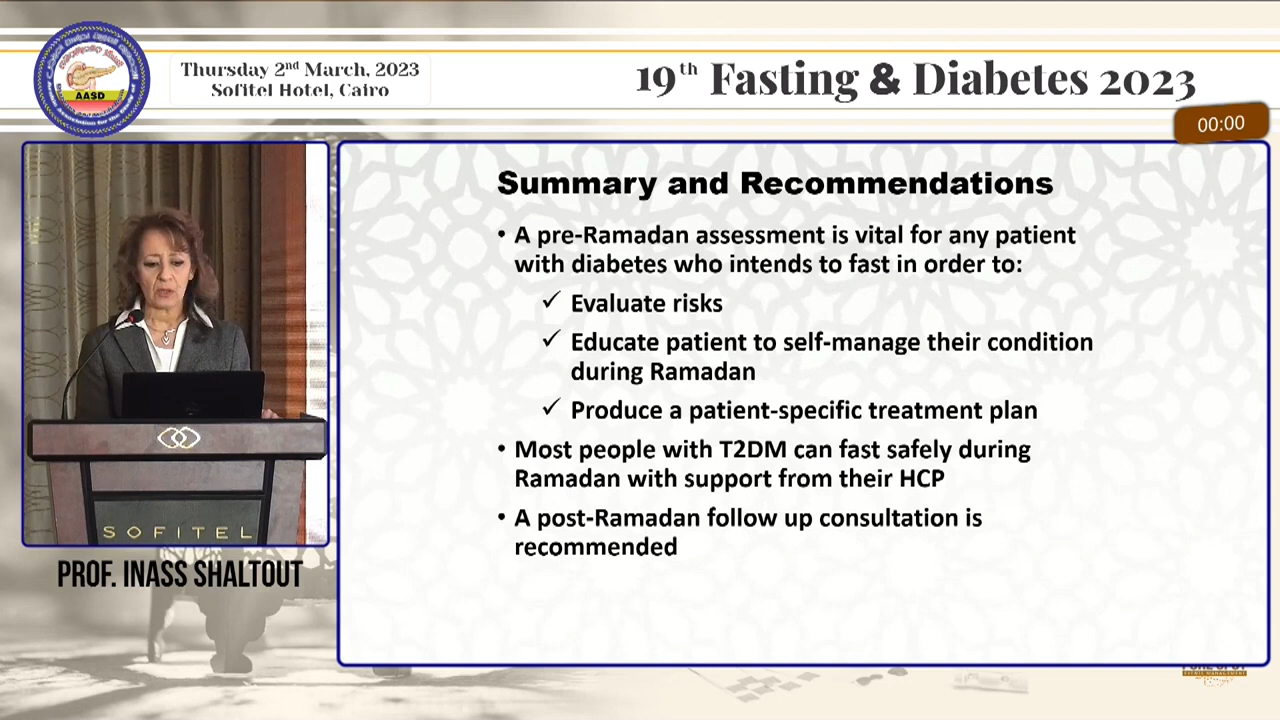 Thursday 2nd March, 2023
Sofitel Hotel, Cairo
19th Fasting & Diabetes 2023
AASD
00:00
Summary and Recommendations
• A pre-Ramadan assessment is vital for any patient
with diabetes who intends to fast in order to:
✓ Evaluate risks
✓ Educate patient to self-manage their condition
during Ramadan
✓ Produce a patient-specific treatment plan
• Most people with T2DM can fast safely during
Ramadan with support from their HCP
• A post-Ramadan follow up consultation is
recommended
SOFITEL
PROF. INASS SHALTOUT